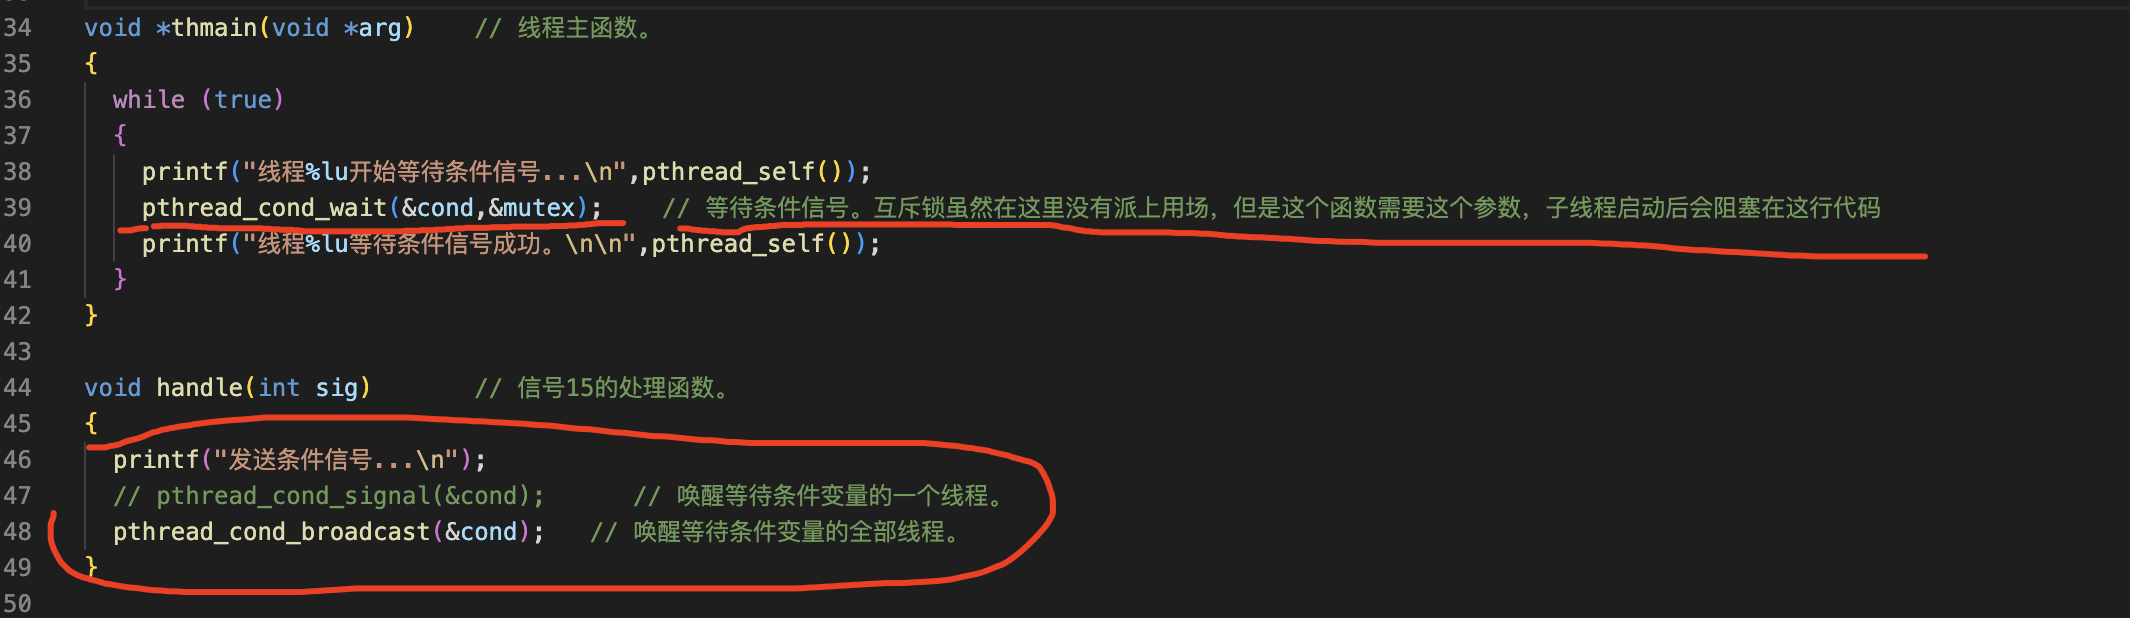 34 void *thmain(void *arg) // 线程主函数。
35 {
36 while (true)
37 {
38 printf("线程%lu开始等待条件信号...\n",pthread_self());
39 pthread_cond_wait(&cond,&mutex); // 等待条件信号。互斥锁虽然在这里没有派上用场，但是这个函数需要这个参数，子线程启动后会阻塞在这行代码
40 printf("线程%lu等待条件信号成功。\n\n",pthread_self());
41 }
42 }
43
44 void handle(int sig) // 信号15的处理函数。
45 {
46 printf("发送条件信号...\n");
47 // pthread_cond_signal(&cond); // 唤醒等待条件变量的一个线程。
48 pthread_cond_broadcast(&cond); // 唤醒等待条件变量的全部线程。
49 }
50